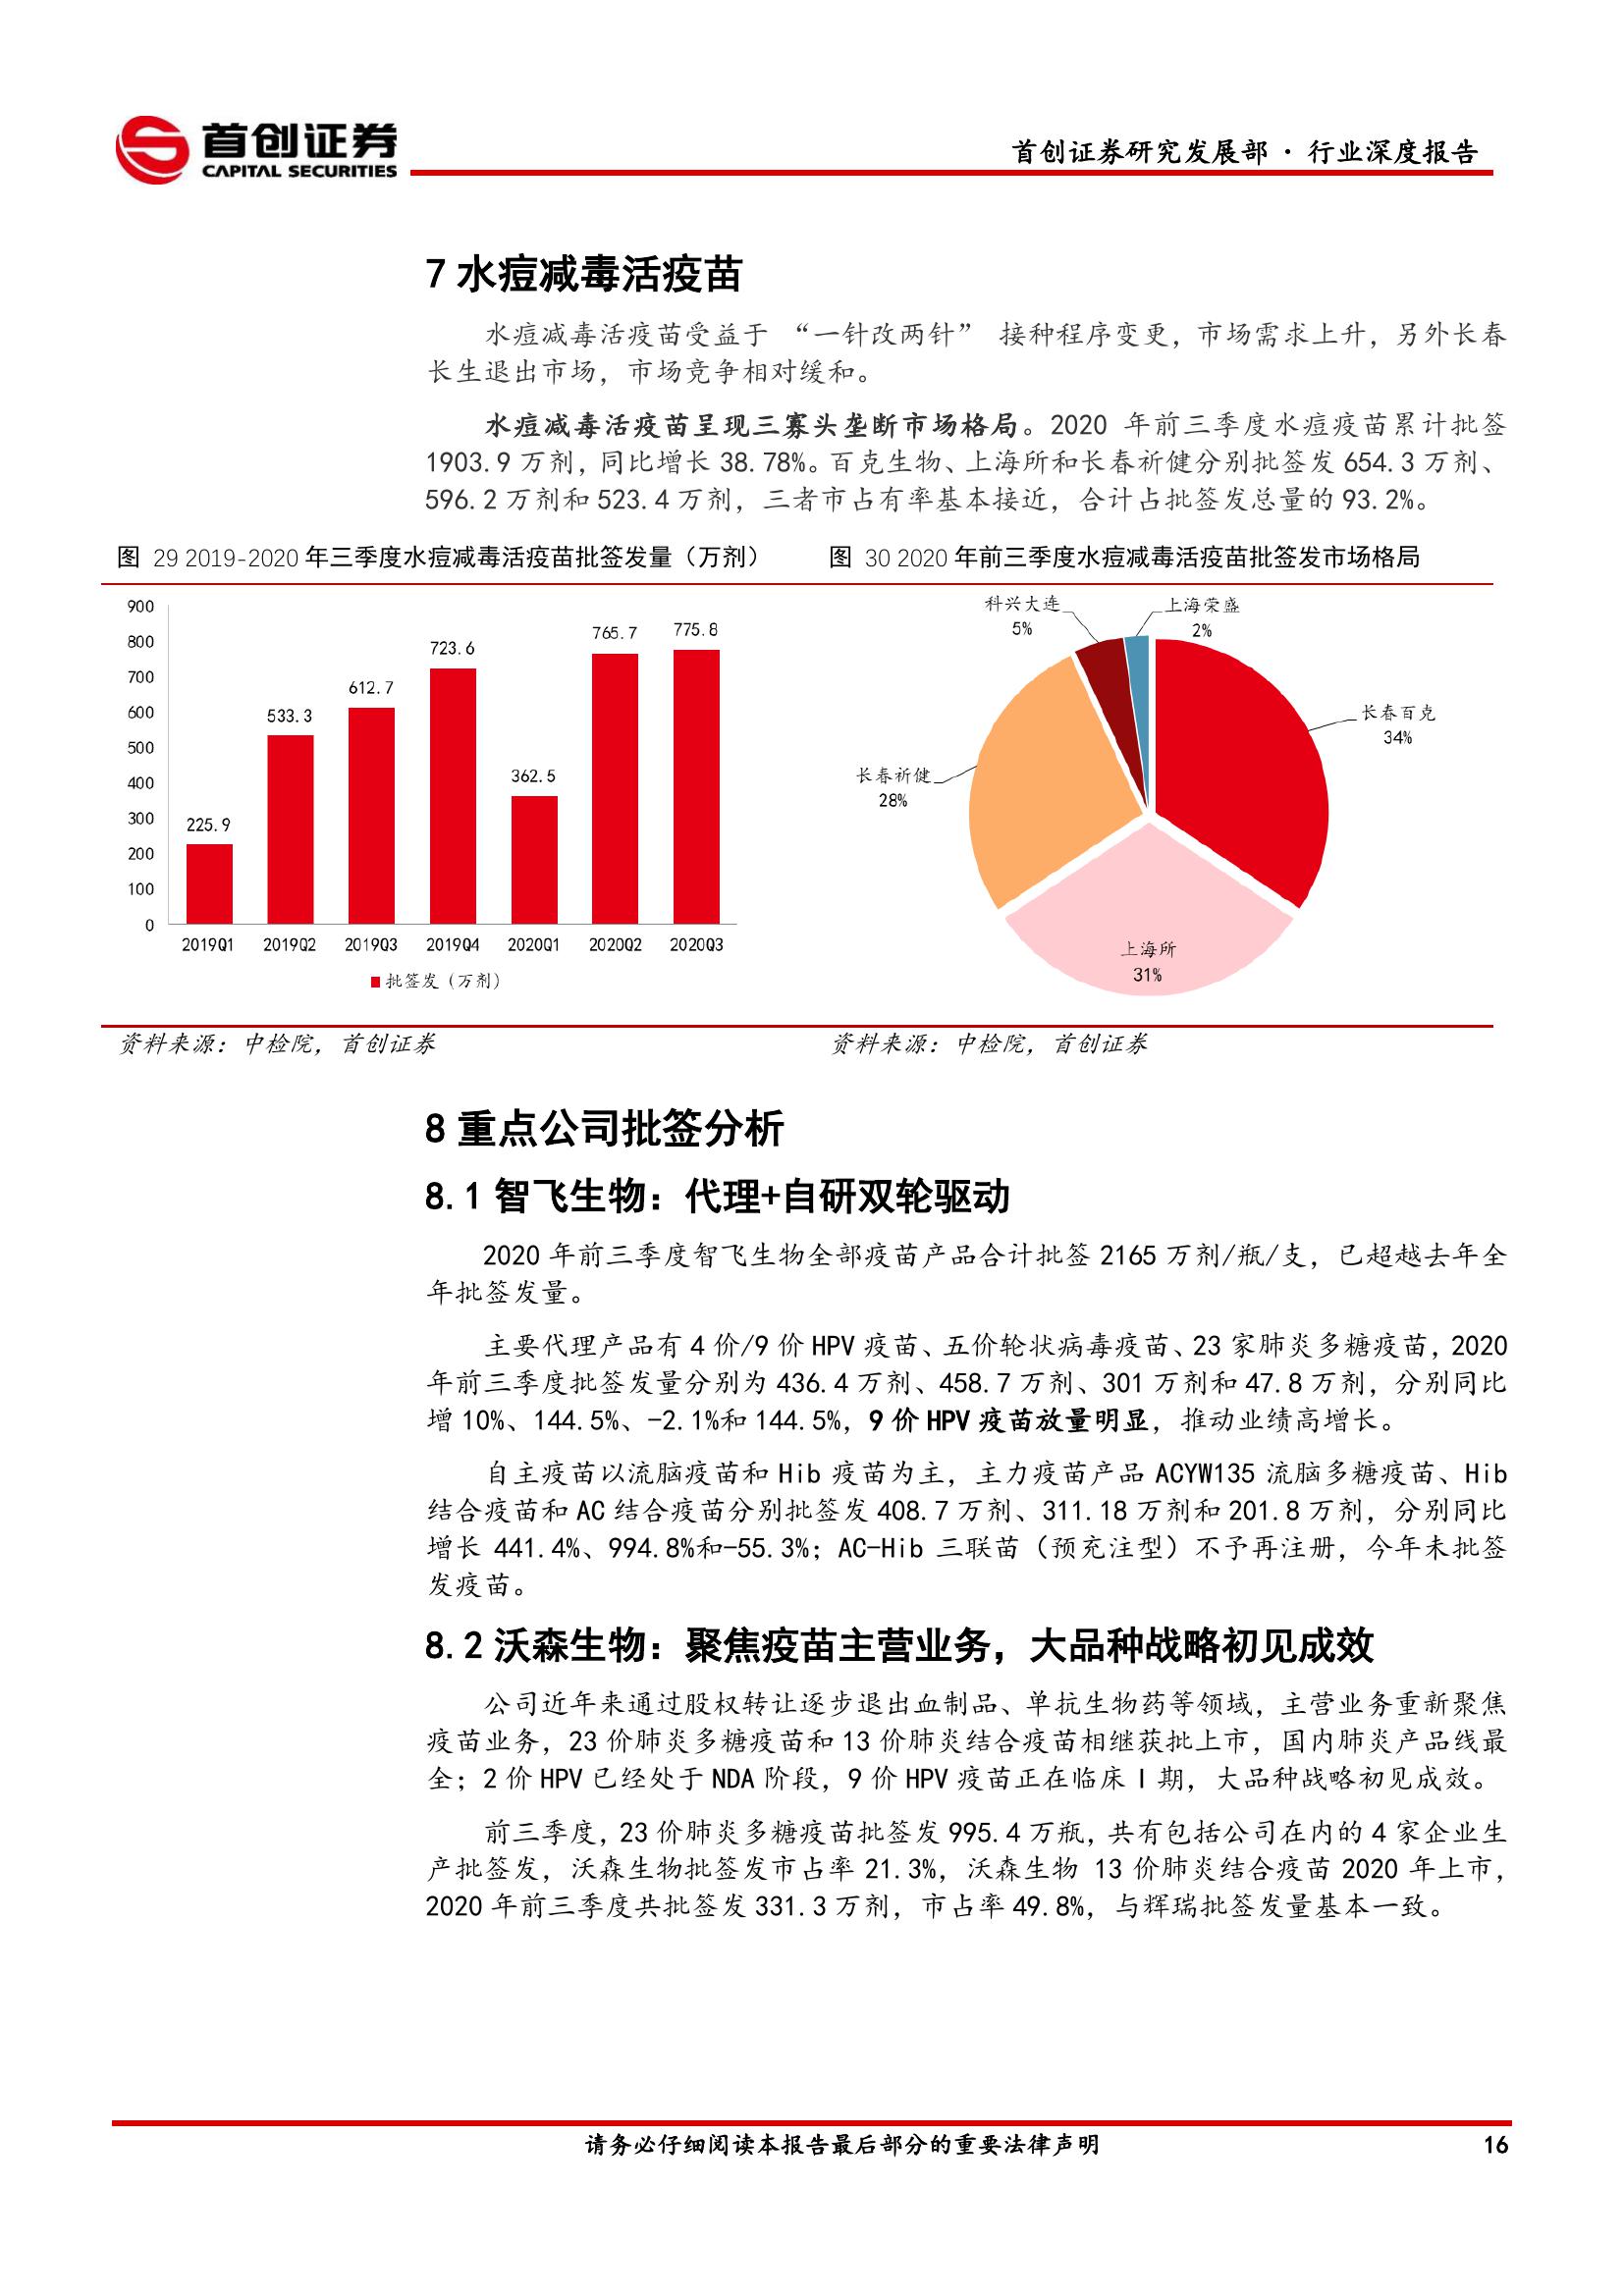 首创证券
CAPITAL SECURITIES
首创证券研究发展部 · 行业深度报告
7 水痘减毒活疫苗
水痘减毒活疫苗受益于 “一针改两针” 接种程序变更，市场需求上升，另外长春
长生退出市场，市场竞争相对缓和。
水痘减毒活疫苗呈现三寡头垄断市场格局。2020 年前三季度水痘疫苗累计批签
1903.9 万剂，同比增长 38.78%。百克生物、上海所和长春祈健分别批签发 654.3 万剂、
596.2 万剂和 523.4 万剂，三者市占有率基本接近，合计占批签发总量的 93.2%。
图 29 2019-2020 年三季度水痘减毒活疫苗批签发量（万剂）
900
800
700
600
500
400
300
200
100
0
225.9
533.3
612.7
723.6
362.5
765.7
775.8
2019Q1 2019Q2 2019Q3 2019Q4 2020Q1 2020Q2 2020Q3
批签发（万剂）
资料来源：中检院，首创证券
图 30 2020 年前三季度水痘减毒活疫苗批签发市场格局
科兴大连
5%
上海荣盛
2%
长春百克
34%
长春祈健
28%
上海所
31%
资料来源：中检院，首创证券
8 重点公司批签分析
8.1 智飞生物：代理+自研双轮驱动
2020 年前三季度智飞生物全部疫苗产品合计批签 2165 万剂/瓶/支，已超越去年全
年批签发量。
主要代理产品有 4 价/9 价 HPV 疫苗、五价轮状病毒疫苗、23 家肺炎多糖疫苗，2020
年前三季度批签发量分别为 436.4 万剂、458.7 万剂、301 万剂和 47.8 万剂，分别同比
增 10%、144.5%、-2.1%和 144.5%，9 价 HPV 疫苗放量明显，推动业绩高增长。
自主疫苗以流脑疫苗和 Hib 疫苗为主，主力疫苗产品 ACYW135 流脑多糖疫苗、Hib
结合疫苗和 AC 结合疫苗分别批签发 408.7 万剂、311.18 万剂和 201.8 万剂，分别同比
增长 441.4%、994.8%和-55.3%；AC-Hib 三联苗（预充注型）不予再注册，今年未批签
发疫苗。
8.2 沃森生物：聚焦疫苗主营业务，大品种战略初见成效
公司近年来通过股权转让逐步退出血制品、单抗生物药等领域，主营业务重新聚焦
疫苗业务，23 价肺炎多糖疫苗和 13 价肺炎结合疫苗相继获批上市，国内肺炎产品线最
全；2 价 HPV 已经处于 NDA 阶段，9 价 HPV 疫苗正在临床 I 期，大品种战略初见成效。
前三季度，23 价肺炎多糖疫苗批签发 995.4 万瓶，共有包括公司在内的 4 家企业生
产批签发，沃森生物批签发市占率 21.3%，沃森生物 13 价肺炎结合疫苗 2020 年上市，
2020 年前三季度共批签发 331.3 万剂，市占率 49.8%，与辉瑞批签发量基本一致。
请务必仔细阅读本报告最后部分的重要法律声明
16